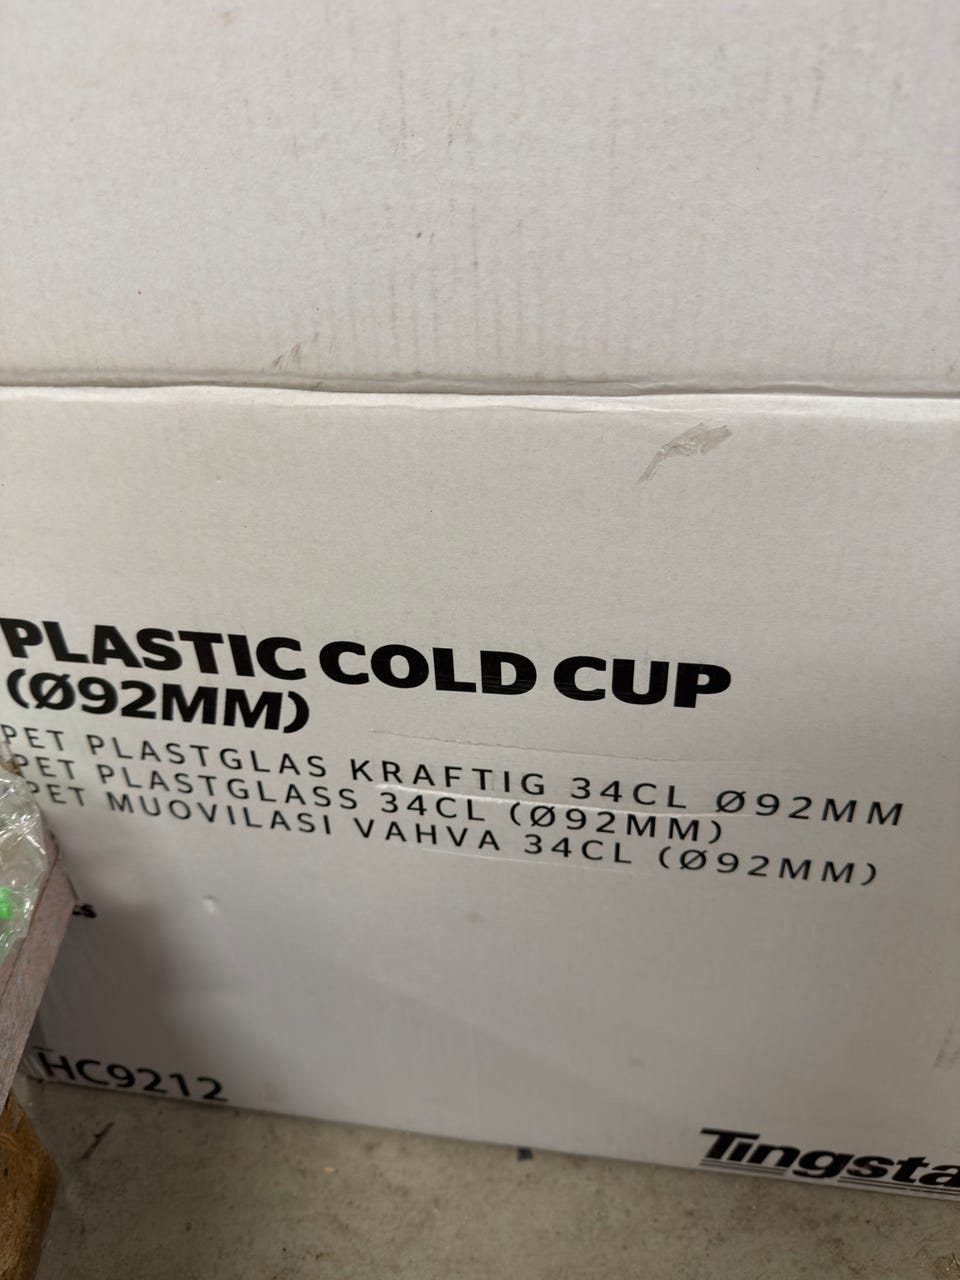 PLASTIC COLD CUP
(Ø92MM)
PET PLASTGLAS KRAFTIG 34CL Ø92MM
PET PLASTGLASS 34CL (Ø92MM)
PET MUOVILASI VAHVA 34CL (Ø92MM)
HC9212
Tingsta